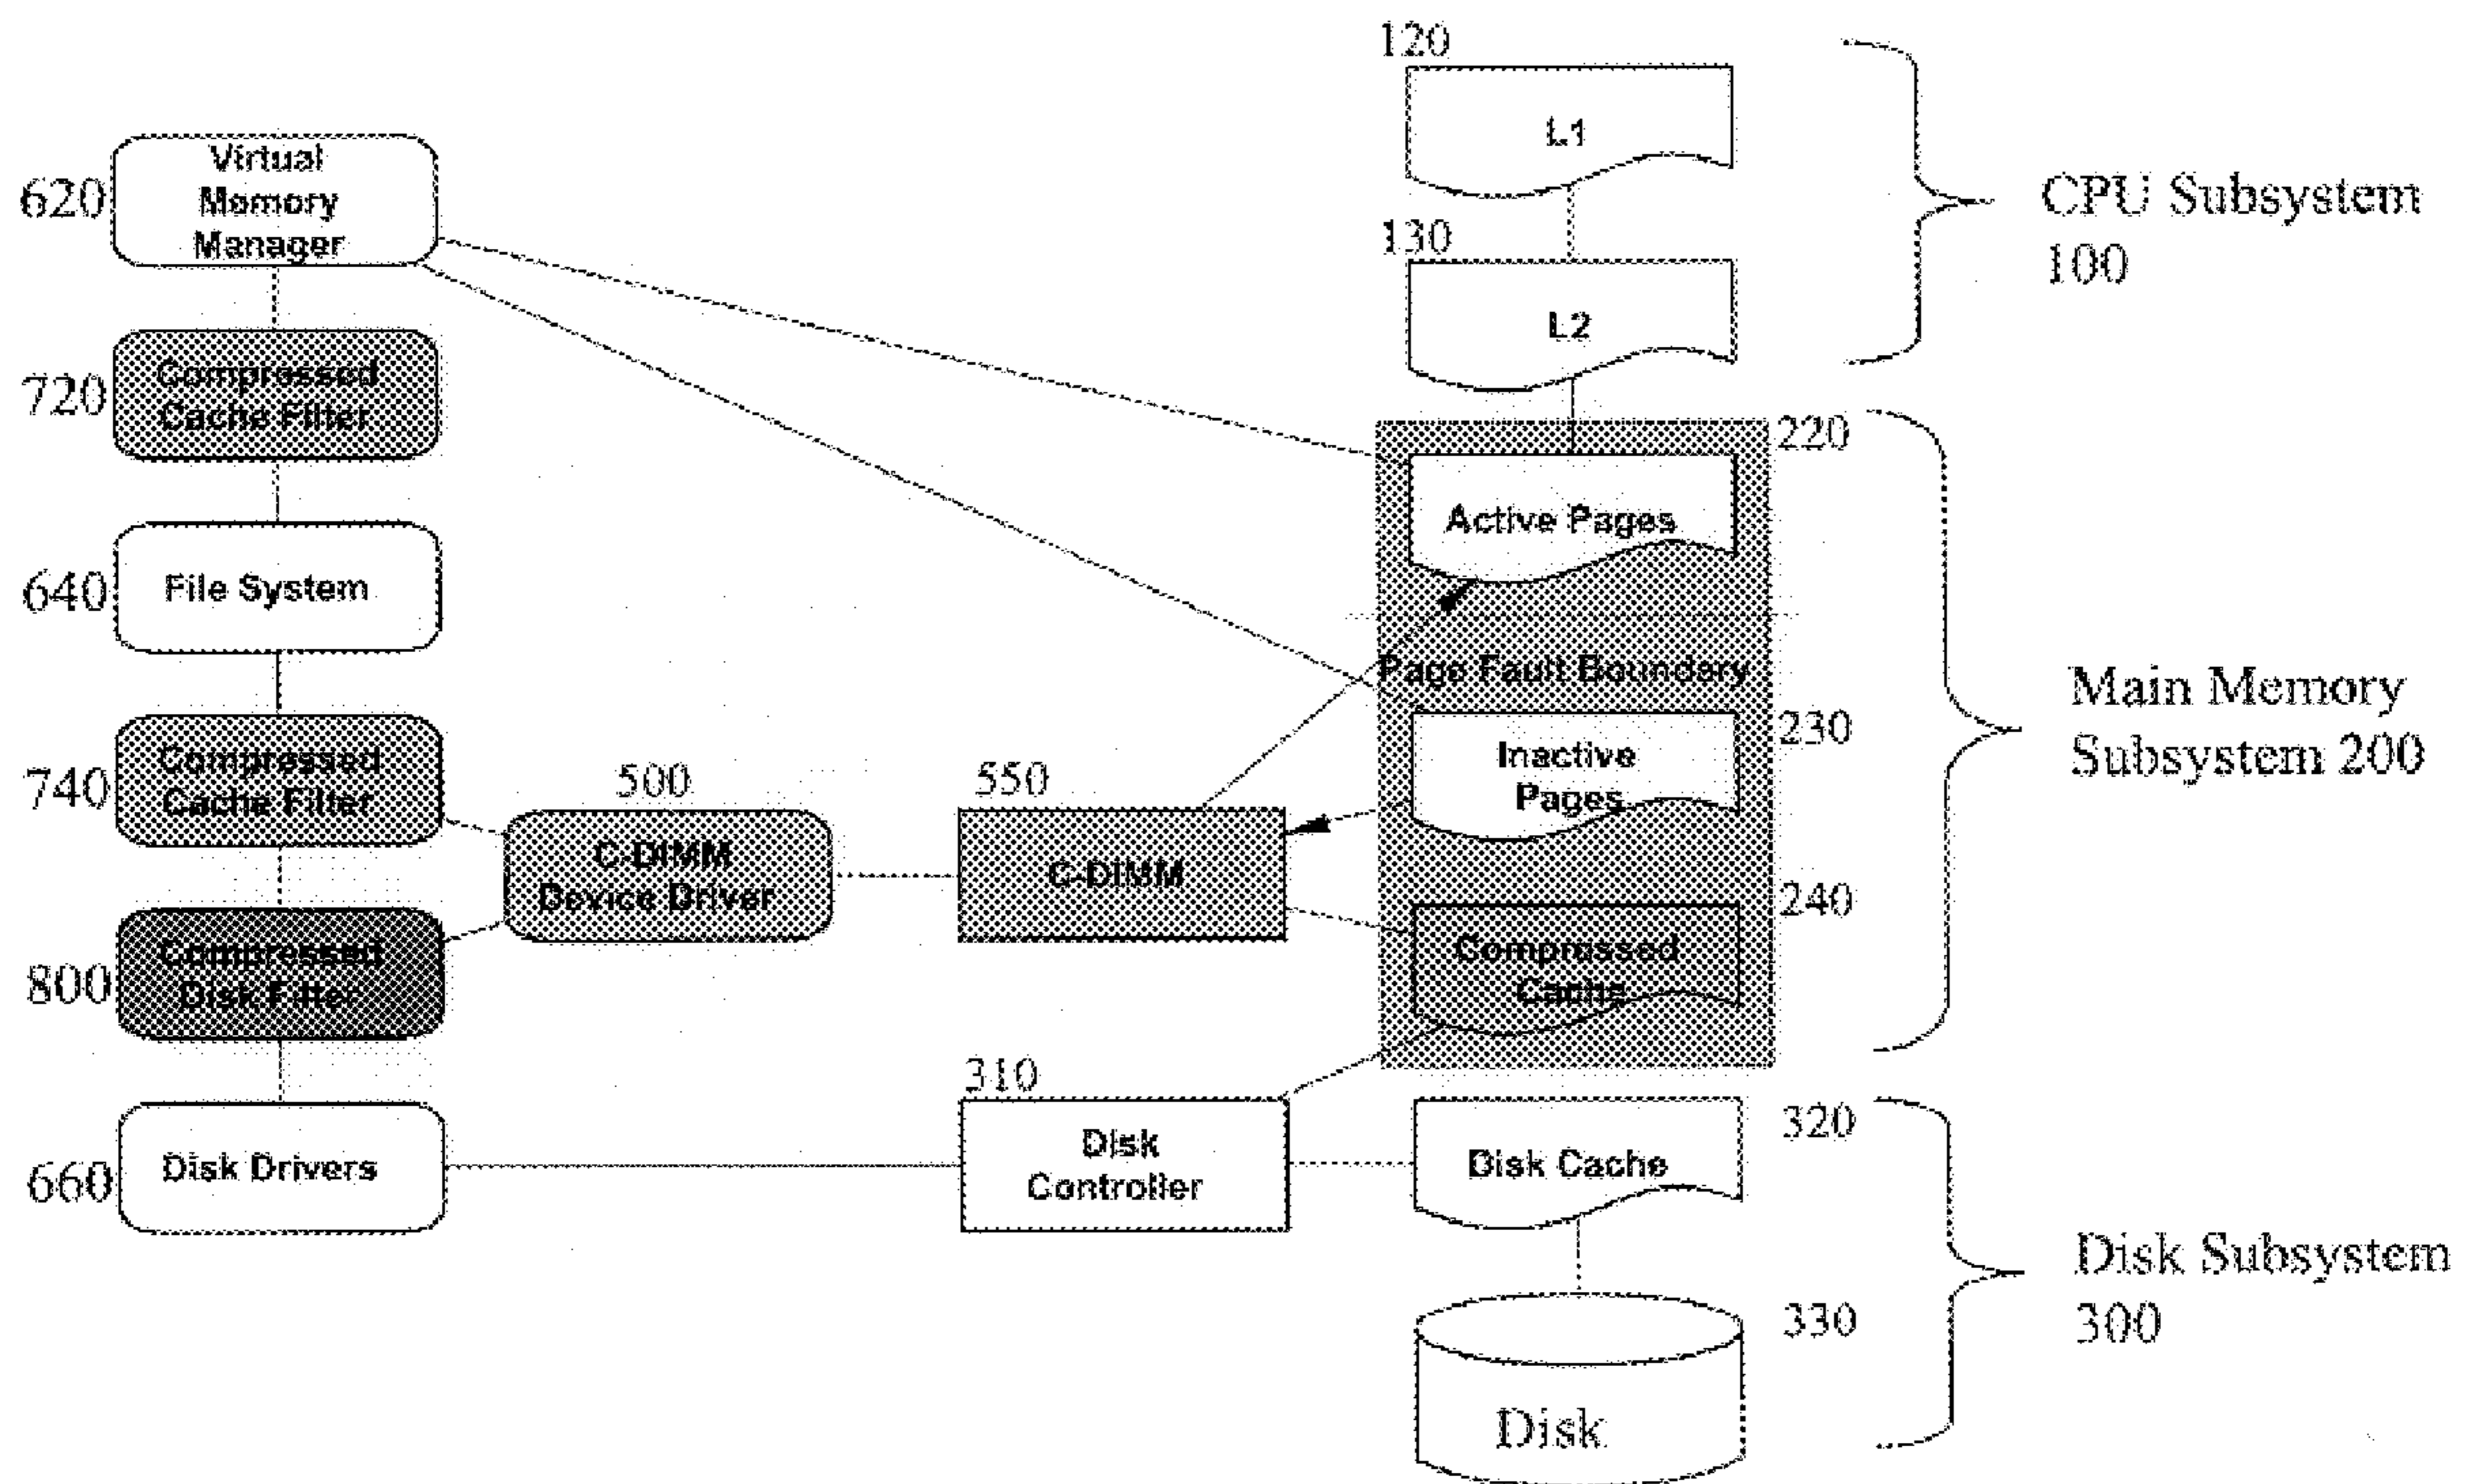 120
L1
130
L2
CPU Subsystem
100
620
Virtual
Memory
Manager
720
Compressed
Cache Filter
640
File System
740
Compressed
Cache Filter
800
Compressed
Disk Filter
660
Disk Drivers
500
C-DIMM
Device Driver
550
C-DIMM
310
Disk
Controller
220
Active Pages
Page Fault Boundary
230
Inactive
Pages
240
Compressed
Cache
Main Memory
Subsystem 200
320
Disk Cache
330
Disk
Disk Subsystem
300